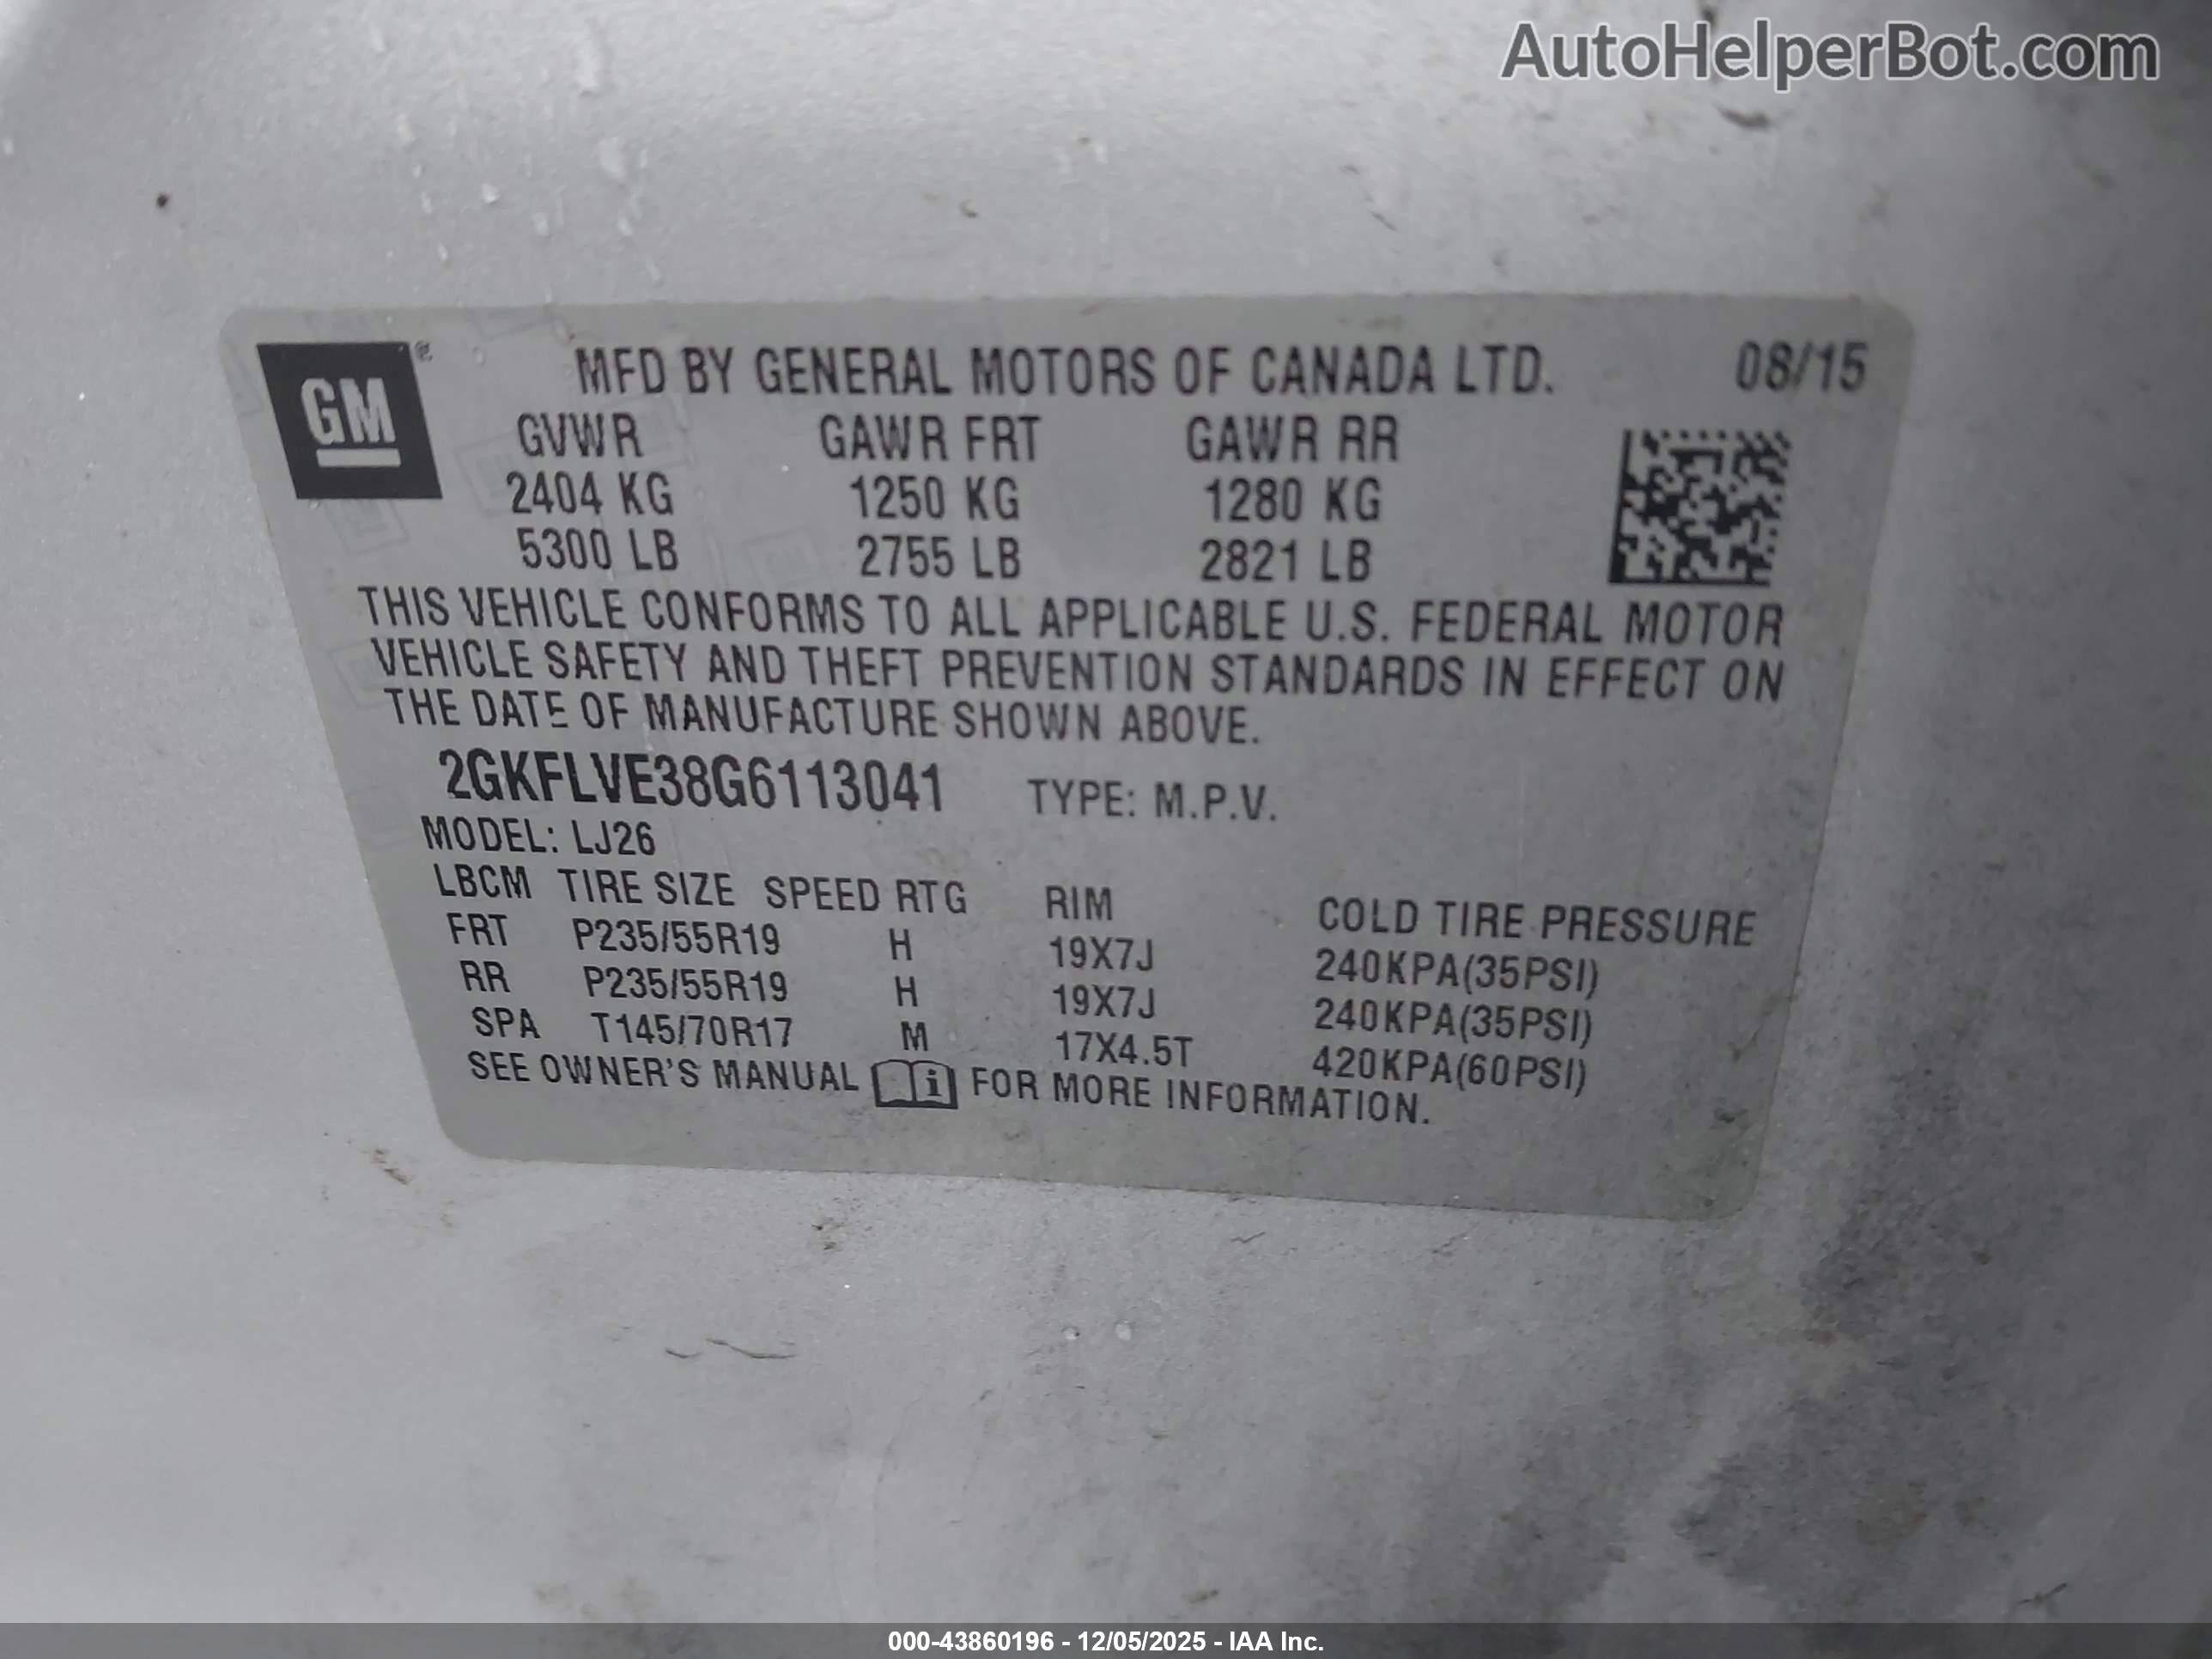 AutoHelperBot.com
GM®
MFD BY GENERAL MOTORS OF CANADA LTD. 08/15
GVWR GAWR FRT GAWR RR
2404 KG 1250 KG 1280 KG
5300 LB 2755 LB 2821 LB
THIS VEHICLE CONFORMS TO ALL APPLICABLE U.S. FEDERAL MOTOR
VEHICLE SAFETY AND THEFT PREVENTION STANDARDS IN EFFECT ON
THE DATE OF MANUFACTURE SHOWN ABOVE.
2GKFLVE38G6113041 TYPE: M.P.V.
MODEL: LJ26
LBCM TIRE SIZE SPEED RTG RIM COLD TIRE PRESSURE
FRT P235/55R19 H 19X7J 240KPA(35PSI)
RR P235/55R19 H 19X7J 240KPA(35PSI)
SPA T145/70R17 M 17X4.5T 420KPA(60PSI)
SEE OWNER'S MANUAL i FOR MORE INFORMATION.
000-43860196 - 12/05/2025 - IAA Inc.